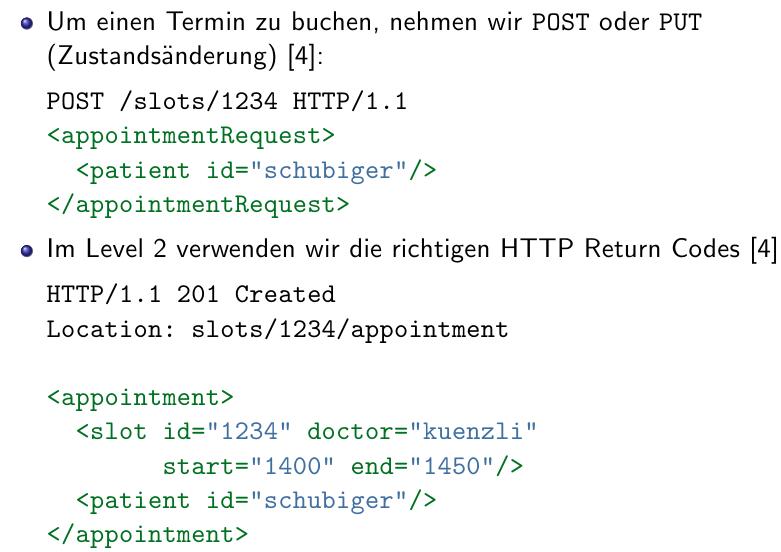 Um einen Termin zu buchen, nehmen wir POST oder PUT
(Zustandsänderung) [4]:
POST /slots/1234 HTTP/1.1
<appointmentRequest>
  <patient id="schubiger"/>
</appointmentRequest>
Im Level 2 verwenden wir die richtigen HTTP Return Codes [4]
HTTP/1.1 201 Created
Location: slots/1234/appointment
<appointment>
  <slot id="1234" doctor="kuenzli"
        start="1400" end="1450"/>
  <patient id="schubiger"/>
</appointment>